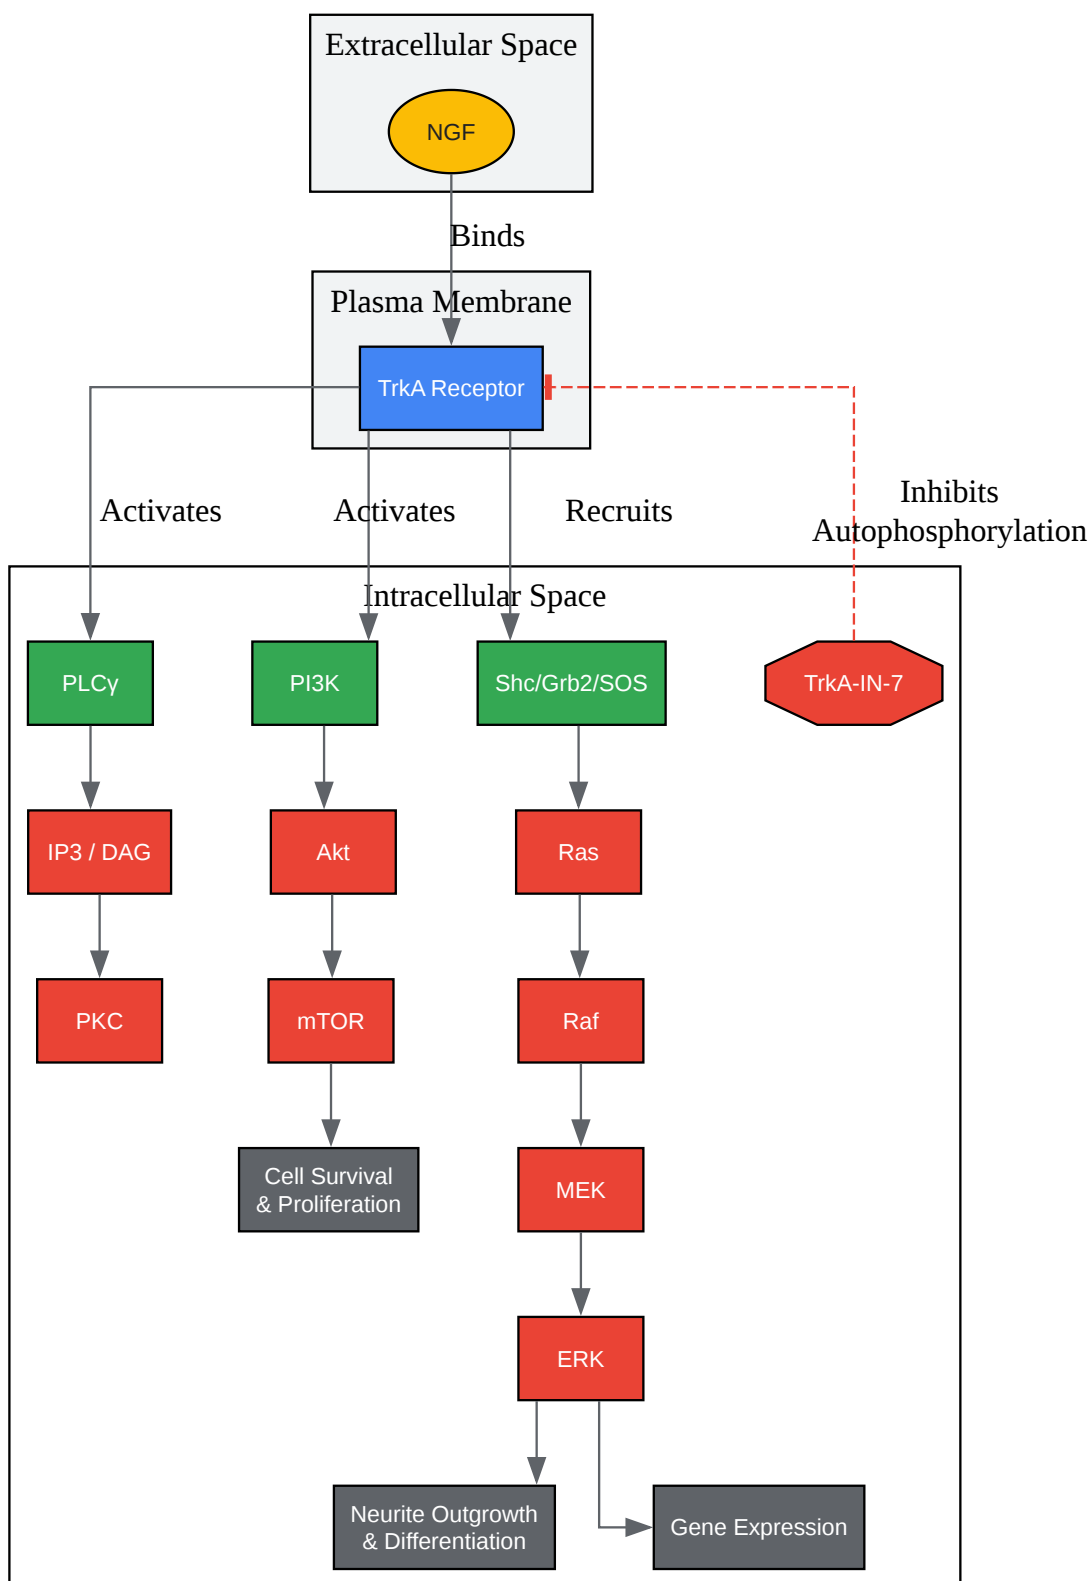 Extracellular Space
NGF
Binds
Plasma Membrane
TrkA Receptor
Activates
Activates
Recruits
Inhibits
Autophosphorylation
Intracellular Space
PLCγ
PI3K
Shc/Grb2/SOS
TrkA-IN-7
IP3 / DAG
Akt
Ras
PKC
mTOR
Raf
Cell Survival
& Proliferation
MEK
ERK
Neurite Outgrowth
& Differentiation
Gene Expression